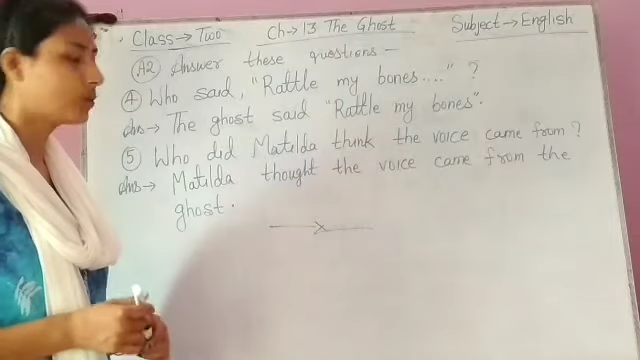 Class → Two Ch → 13 The Ghost Subject → English
A2 Answer these questions –
4 Who said, "Rattle my bones...." ?
Ans → The ghost said "Rattle my bones".
5 Who did Matilda think the voice came from ?
Ans → Matilda thought the voice came from the
ghost.